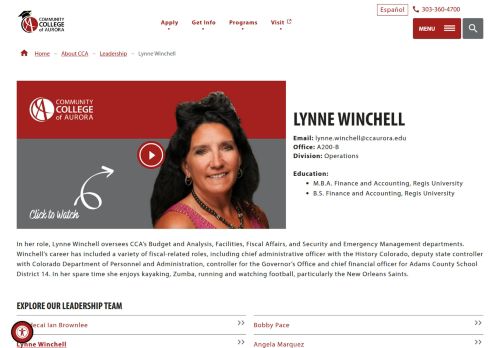 COMMUNITY
COLLEGE
of AURORA
Apply
Get Info
Programs
Visit
Español
303-360-4700
MENU
Home
About CCA
Leadership
Lynne Winchell
COMMUNITY
COLLEGE
of AURORA
Click to Watch
LYNNE WINCHELL
Email: lynne.winchell@ccaurora.edu
Office: A200-B
Division: Operations
Education:
• M.B.A. Finance and Accounting, Regis University
• B.S. Finance and Accounting, Regis University
In her role, Lynne Winchell oversees CCA's Budget and Analysis, Facilities, Fiscal Affairs, and Security and Emergency Management departments.
Winchell's career has included a variety of fiscal-related roles, including chief administrative officer with the History Colorado, deputy state controller
with Colorado Department of Personnel and Administration, controller for the Governor's Office and chief financial officer for Adams County School
District 14. In her spare time she enjoys kayaking, Zumba, running and watching football, particularly the New Orleans Saints.
EXPLORE OUR LEADERSHIP TEAM
Ian Brownlee
Bobby Pace
Lynne Winchell
Angela Marquez